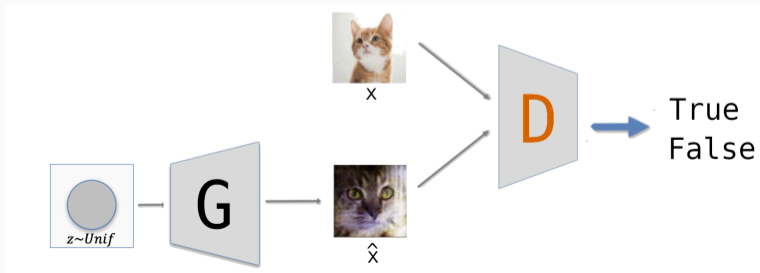 x
D
True
False
z~Unif
G
x̂